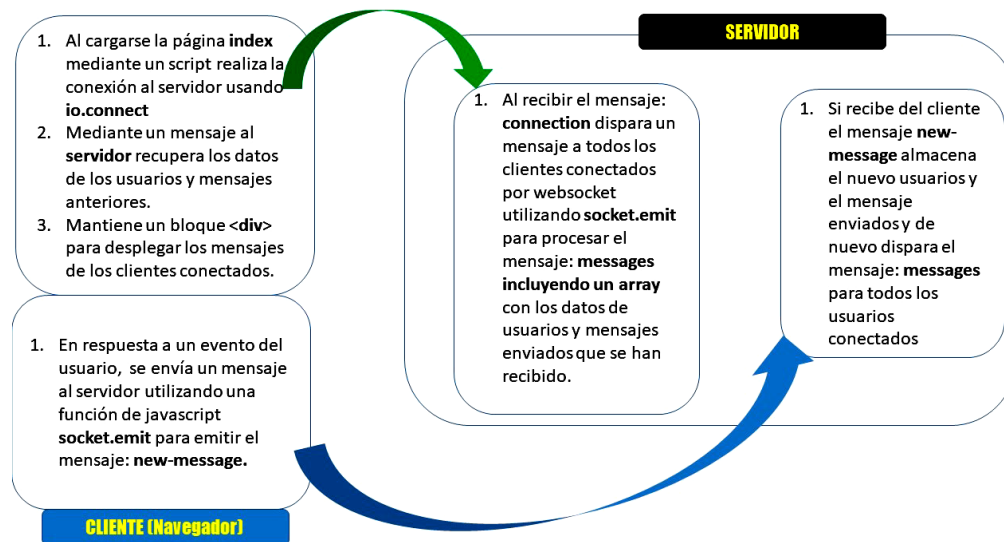 1. Al cargarse la página index
mediante un script realiza la
conexión al servidor usando
io.connect
2. Mediante un mensaje al
servidor recupera los datos
de los usuarios y mensajes
anteriores.
3. Mantiene un bloque <div>
para desplegar los mensajes
de los clientes conectados.
1. En respuesta a un evento del
usuario, se envía un mensaje
al servidor utilizando una
función de javascript
socket.emit para emitir el
mensaje: new-message.
CLIENTE (Navegador)
SERVIDOR
1. Al recibir el mensaje:
connection dispara un
mensaje a todos los
clientes conectados
por websocket
utilizando socket.emit
para procesar el
mensaje: messages
incluyendo un array
con los datos de
usuarios y mensajes
enviados que se han
recibido.
1. Si recibe del cliente
el mensaje new-
message almacena
el nuevo usuarios y
el mensaje
enviados y de
nuevo dispara el
mensaje: messages
para todos los
usuarios
conectados